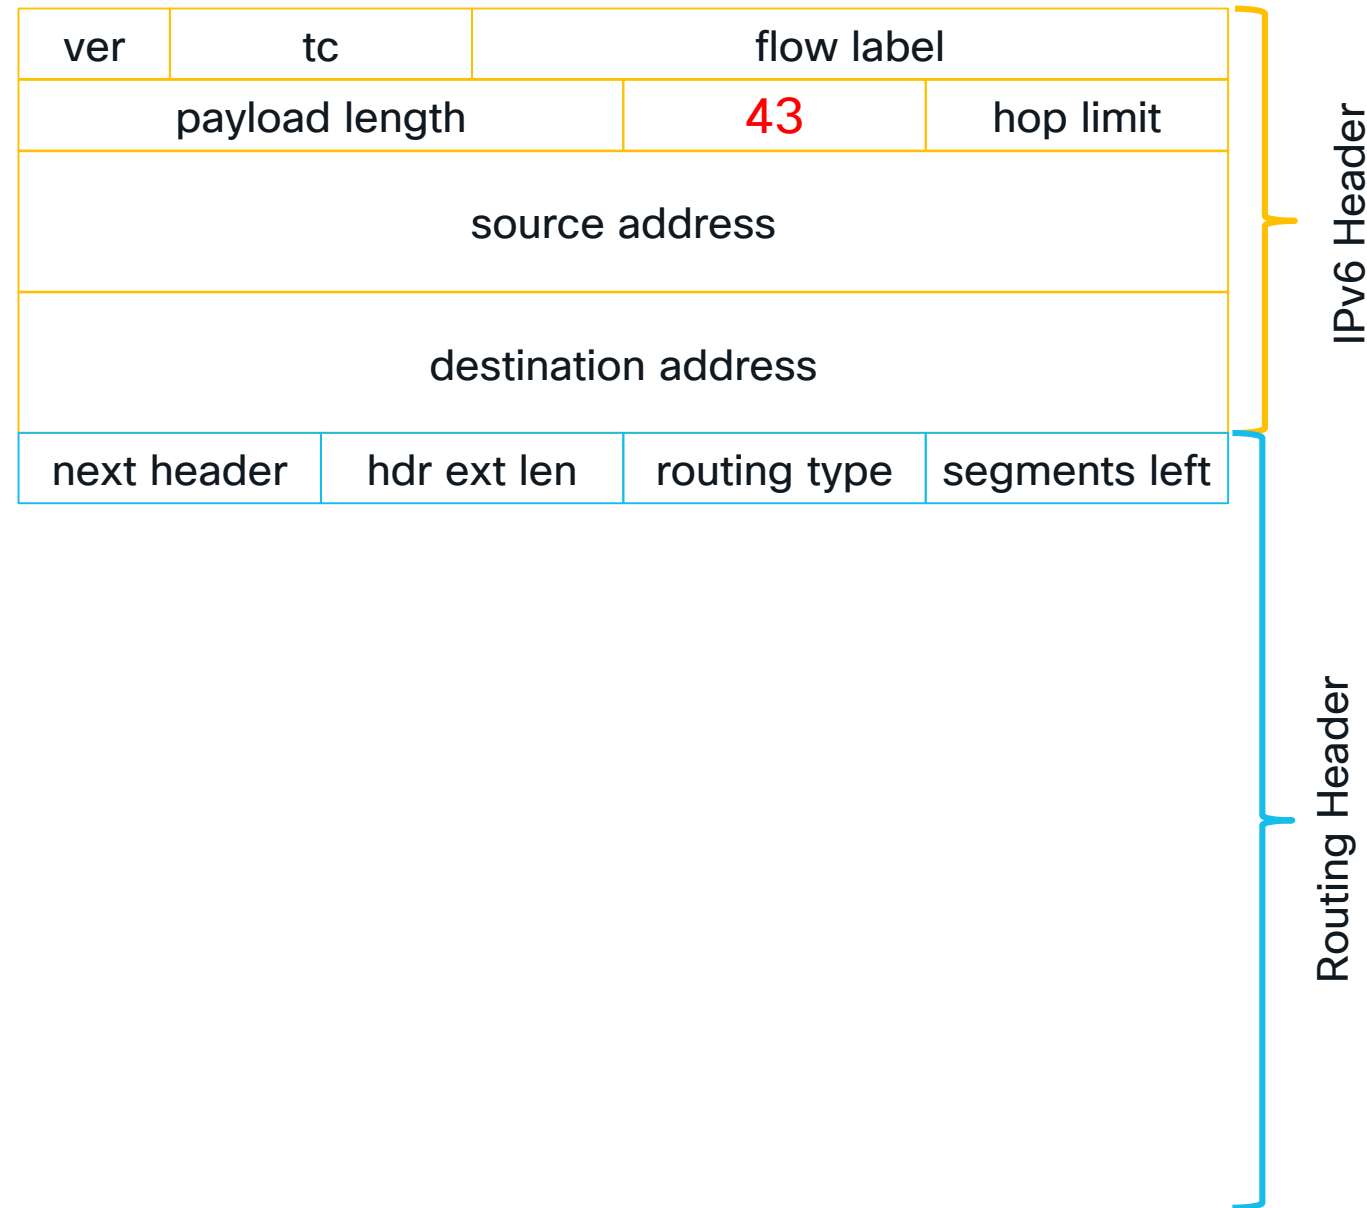 ver tc flow label
payload length 43 hop limit
source address
destination address
next header hdr ext len routing type segments left
IPv6 Header
Routing Header